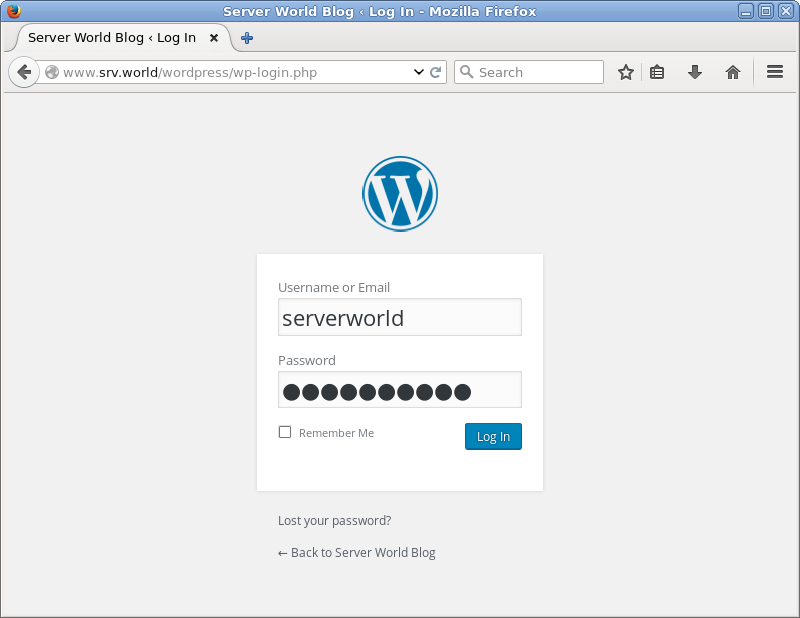 Server World Blog ‹ Log In - Mozilla Firefox
Server World Blog ‹ Log In
www.srv.world/wordpress/wp-login.php
Search
Username or Email
serverworld
Password
Remember Me
Log In
Lost your password?
← Back to Server World Blog